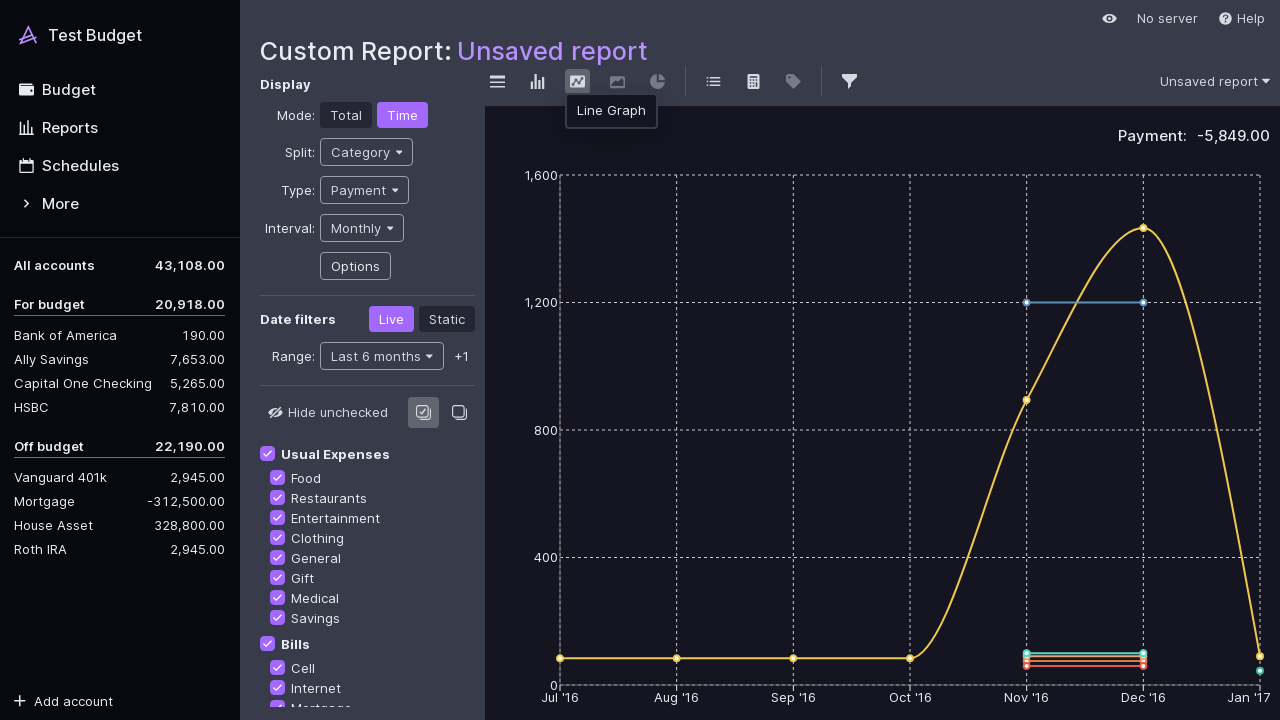 Test Budget
Budget
Reports
Schedules
More
All accounts 43,108.00
For budget 20,918.00
Bank of America 190.00
Ally Savings 7,653.00
Capital One Checking 5,265.00
HSBC 7,810.00
Off budget 22,190.00
Vanguard 401k 2,945.00
Mortgage -312,500.00
House Asset 328,800.00
Roth IRA 2,945.00
Add account
No server Help
Custom Report: Unsaved report
Display
Mode: Total Time
Split: Category
Type: Payment
Interval: Monthly
Options
Date filters Live Static
Range: Last 6 months +1
Hide unchecked
Usual Expenses
Food
Restaurants
Entertainment
Clothing
General
Gift
Medical
Savings
Bills
Cell
Internet
Mortgage
Unsaved report
Line Graph
Payment: -5,849.00
1,600
1,200
800
400
0
Jul '16 Aug '16 Sep '16 Oct '16 Nov '16 Dec '16 Jan '17